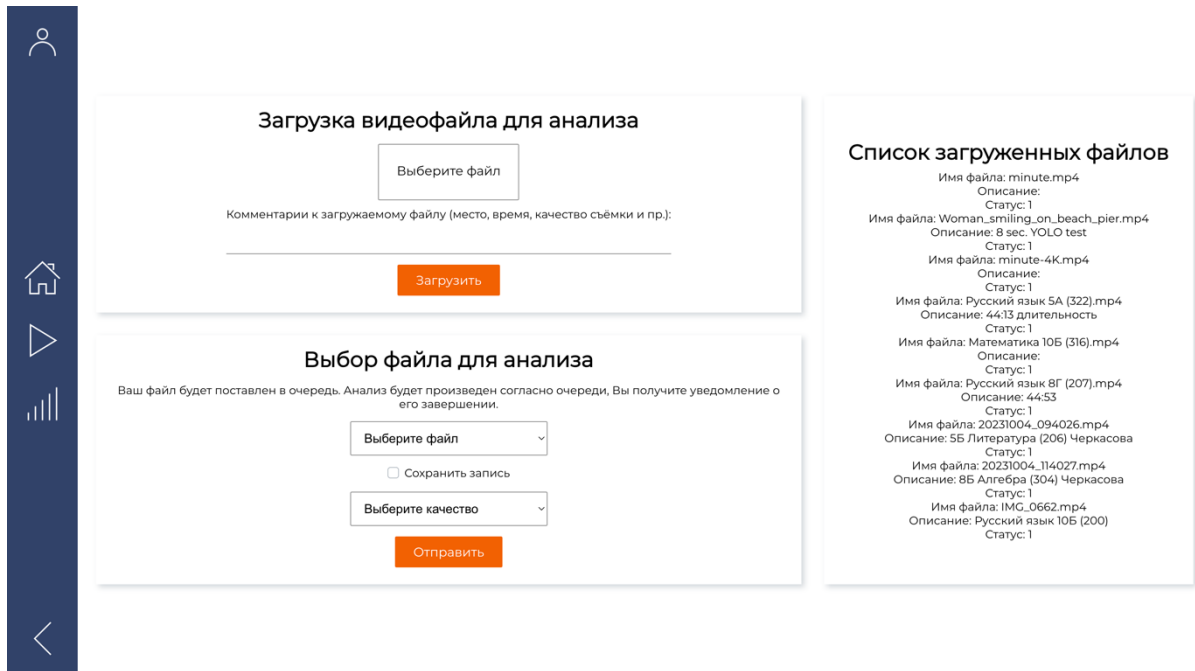 Загрузка видеофайла для анализа
Выберите файл
Комментарии к загружаемому файлу (место, время, качество съёмки и пр.):
Загрузить
Выбор файла для анализа
Ваш файл будет поставлен в очередь. Анализ будет произведен согласно очереди, Вы получите уведомление о
его завершении.
Выберите файл
Сохранить запись
Выберите качество
Отправить
Список загруженных файлов
Имя файла: minute.mp4
Описание:
Статус: 1
Имя файла: Woman_smiling_on_beach_pier.mp4
Описание: 8 sec. YOLO test
Статус: 1
Имя файла: minute-4K.mp4
Описание:
Статус: 1
Имя файла: Русский язык 5А (322).mp4
Описание: 44:13 длительность
Статус: 1
Имя файла: Математика 10Б (316).mp4
Описание:
Статус: 1
Имя файла: Русский язык 8Г (207).mp4
Описание: 44:53
Статус: 1
Имя файла: 20231004_094026.mp4
Описание: 5Б Литература (206) Черкасова
Статус: 1
Имя файла: 20231004_114027.mp4
Описание: 8Б Алгебра (304) Черкасова
Статус: 1
Имя файла: IMG_0662.mp4
Описание: Русский язык 10Б (200)
Статус: 1